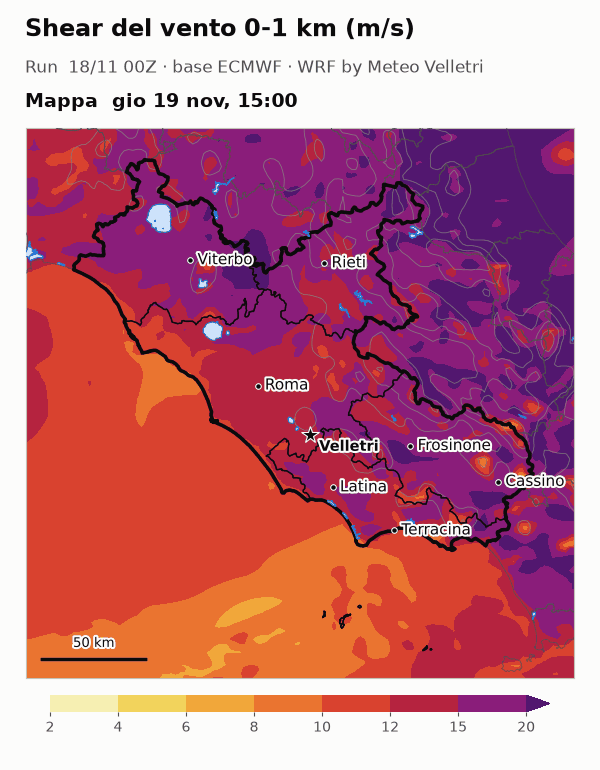 Shear del vento 0-1 km (m/s)
Run 18/11 00Z · base ECMWF · WRF by Meteo Velletri
Mappa gio 19 nov, 15:00
Viterbo
Rieti
Roma
Velletri
Frosinone
Latina
Cassino
Terracina
50 km
2 4 6 8 10 12 15 20